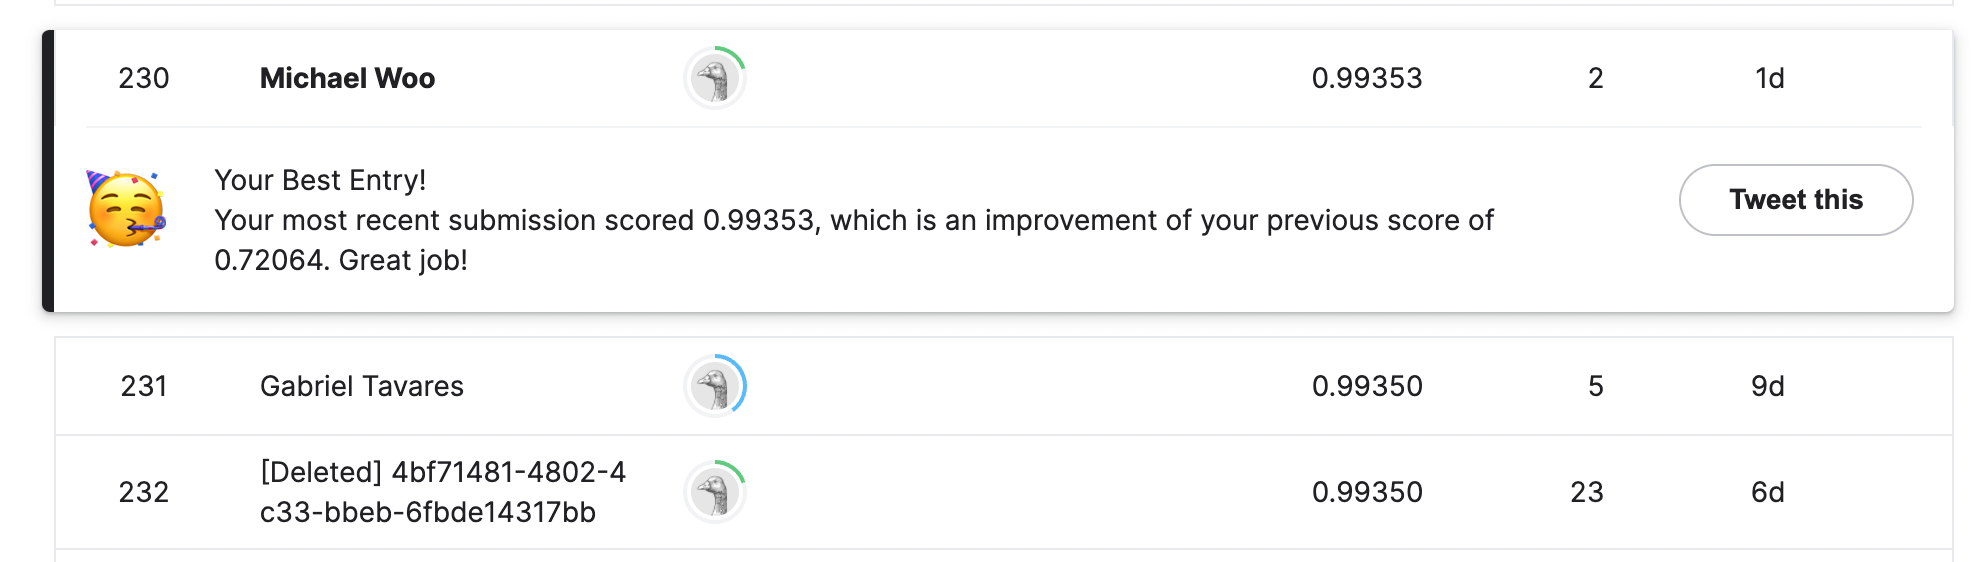 230 Michael Woo 0.99353 2 1d
Your Best Entry!
Your most recent submission scored 0.99353, which is an improvement of your previous score of
0.72064. Great job!
Tweet this
231 Gabriel Tavares 0.99350 5 9d
232 [Deleted] 4bf71481-4802-4 0.99350 23 6d
c33-bbeb-6fbde14317bb